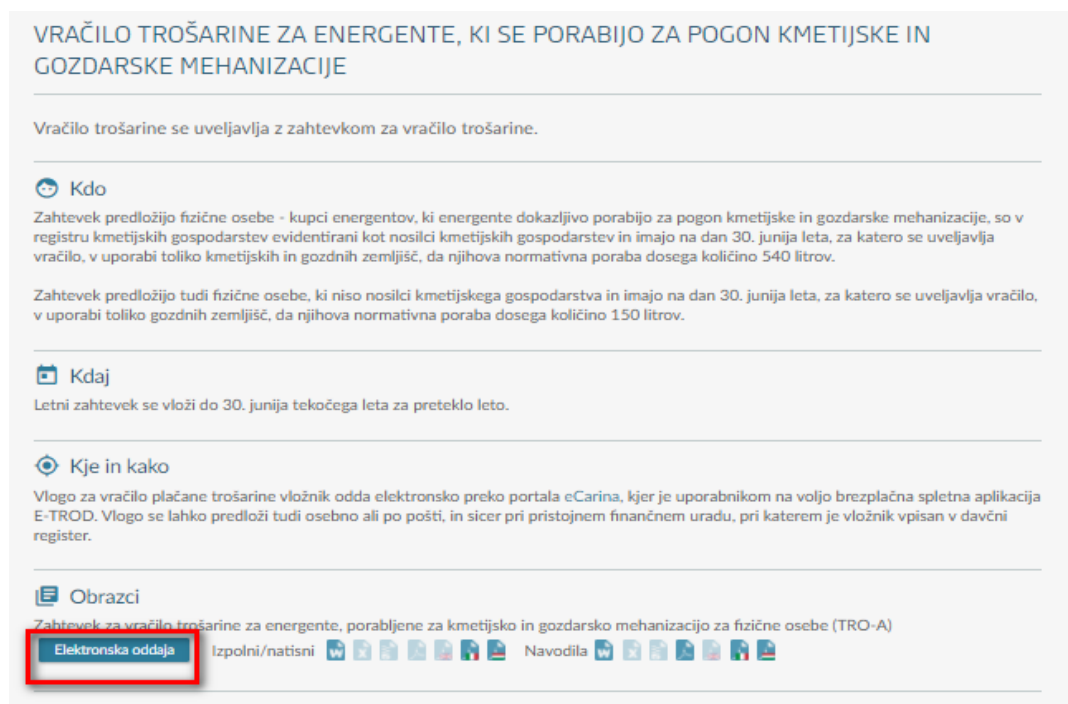 VRAČILO TROŠARINE ZA ENERGENTE, KI SE PORABIJO ZA POGON KMETIJSKE IN
GOZDARSKE MEHANIZACIJE
Vračilo trošarine se uveljavlja z zahtevkom za vračilo trošarine.
Kdo
Zahtevek predložijo fizične osebe - kupci energentov, ki energente dokazljivo porabijo za pogon kmetijske in gozdarske mehanizacije, so v
registru kmetijskih gospodarstev evidentirani kot nosilci kmetijskih gospodarstev in imajo na dan 30. junija leta, za katero se uveljavlja
vračilo, v uporabi toliko kmetijskih in gozdnih zemljišč, da njihova normativna poraba dosega količino 540 litrov.
Zahtevek predložijo tudi fizične osebe, ki niso nosilci kmetijskega gospodarstva in imajo na dan 30. junija leta, za katero se uveljavlja vračilo,
v uporabi toliko gozdnih zemljišč, da njihova normativna poraba dosega količino 150 litrov.
Kdaj
Letni zahtevek se vloži do 30. junija tekočega leta za preteklo leto.
Kje in kako
Vlogo za vračilo plačane trošarine vložnik odda elektronsko preko portala eCarina, kjer je uporabnikom na voljo brezplačna spletna aplikacija
E-TROD. Vlogo se lahko predloži tudi osebno ali po pošti, in sicer pri pristojnem finančnem uradu, pri katerem je vložnik vpisan v davčni
register.
Obrazci
Zahtevek za vračilo trošarine za energente, porabljene za kmetijsko in gozdarsko mehanizacijo za fizične osebe (TRO-A)
Elektronska oddaja Izpolni/natisni Navodila